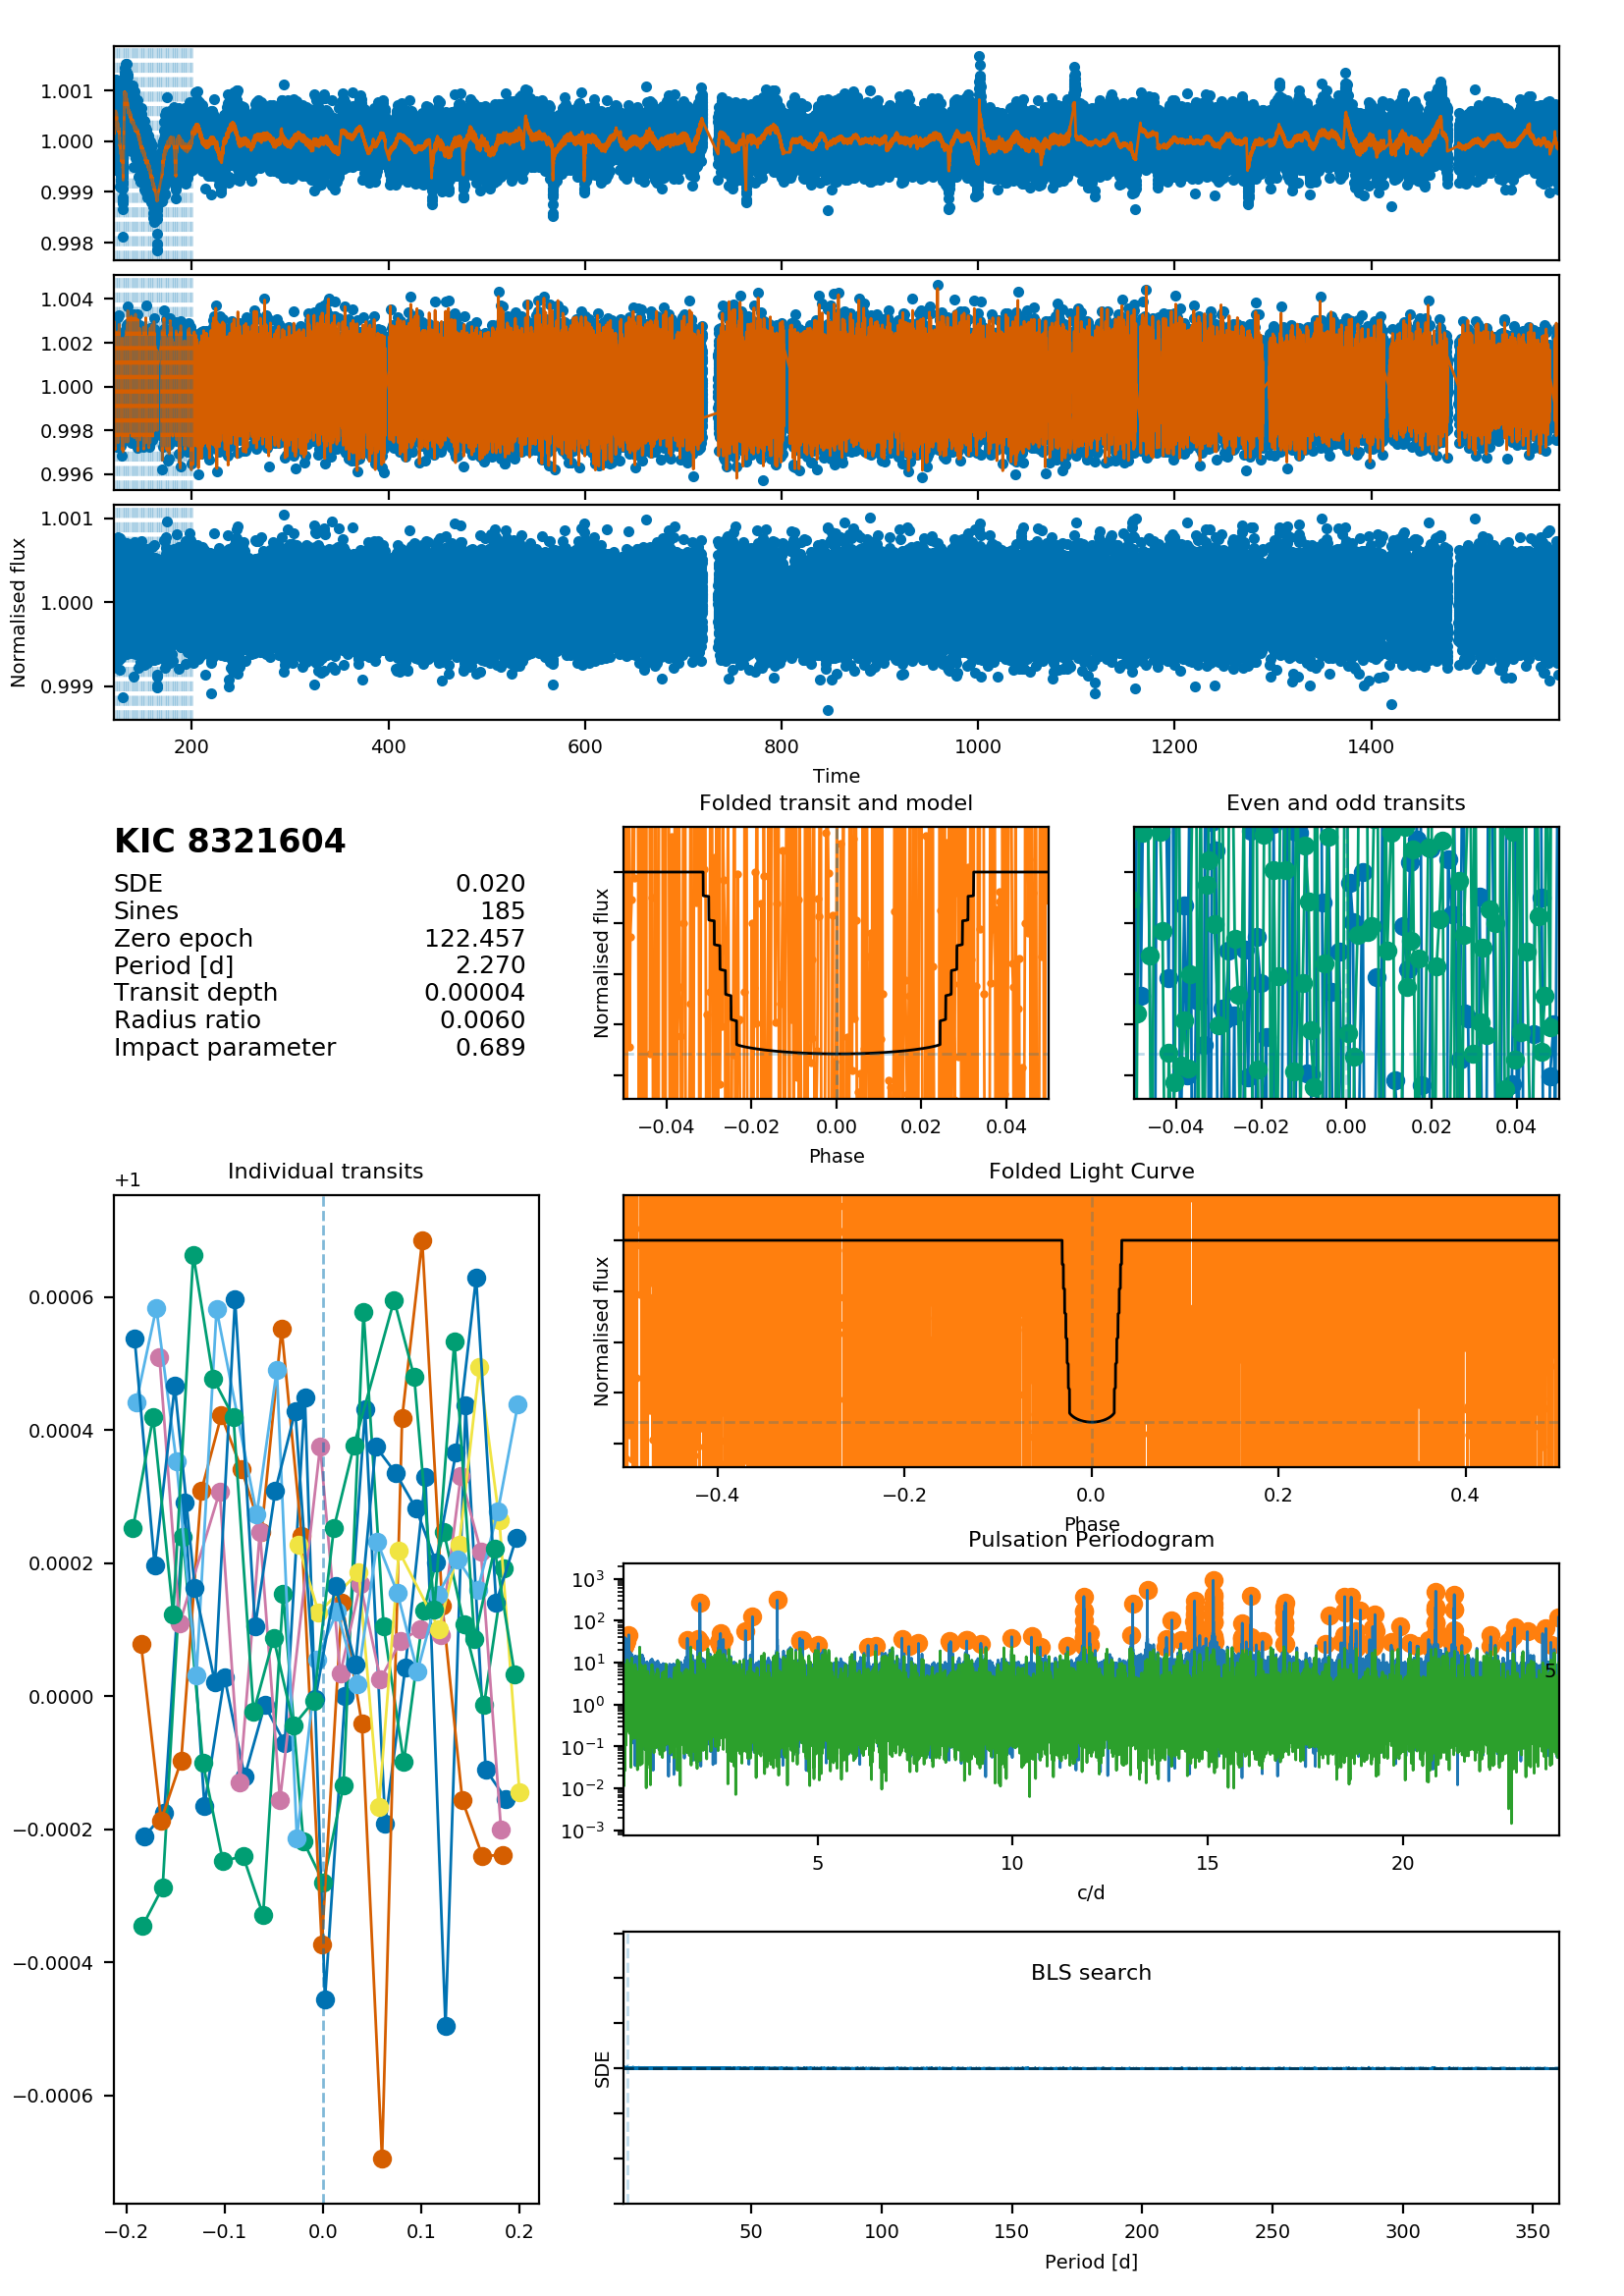 1.001
1.000
0.999
0.998
1.004
1.002
1.000
0.998
0.996
1.001
1.000
0.999
Normalised flux
200 400 600 800 1000 1200 1400
Time
KIC 8321604
SDE 0.020
Sines 185
Zero epoch 122.457
Period [d] 2.270
Transit depth 0.00004
Radius ratio 0.0060
Impact parameter 0.689
Folded transit and model
Normalised flux
−0.04 −0.02 0.00 0.02 0.04
Phase
Even and odd transits
−0.04 −0.02 0.00 0.02 0.04
Individual transits
+1
0.0006
0.0004
0.0002
0.0000
−0.0002
−0.0004
−0.0006
−0.2 −0.1 0.0 0.1 0.2
Folded Light Curve
Normalised flux
−0.4 −0.2 0.0 0.2 0.4
Phase
Pulsation Periodogram
10³
10²
10¹
10⁰
10⁻¹
10⁻²
10⁻³
5
5 10 15 20
c/d
BLS search
SDE
50 100 150 200 250 300 350
Period [d]